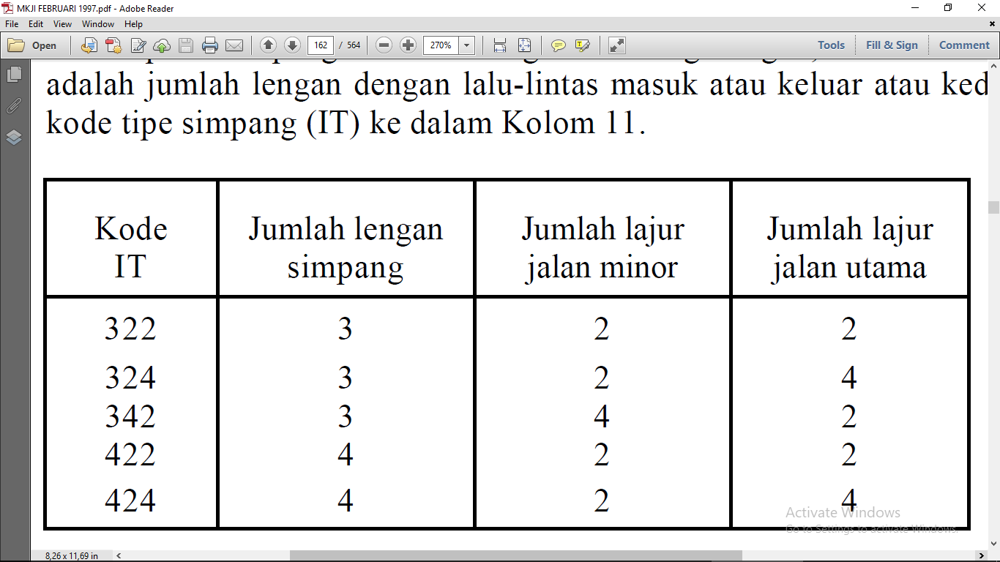 MKJI FEBRUARI 1997.pdf - Adobe Reader
File Edit View Window Help
Open 162 / 564 270% Tools Fill & Sign Comment
adalah jumlah lengan dengan lalu-lintas masuk atau keluar atau ked
kode tipe simpang (IT) ke dalam Kolom 11.
Kode IT Jumlah lengan simpang Jumlah lajur jalan minor Jumlah lajur jalan utama
322 3 2 2
324 3 2 4
342 3 4 2
422 4 2 2
424 4 2 4
Activate Windows
Go to Settings to activate Windows.
8,26 x 11,69 in